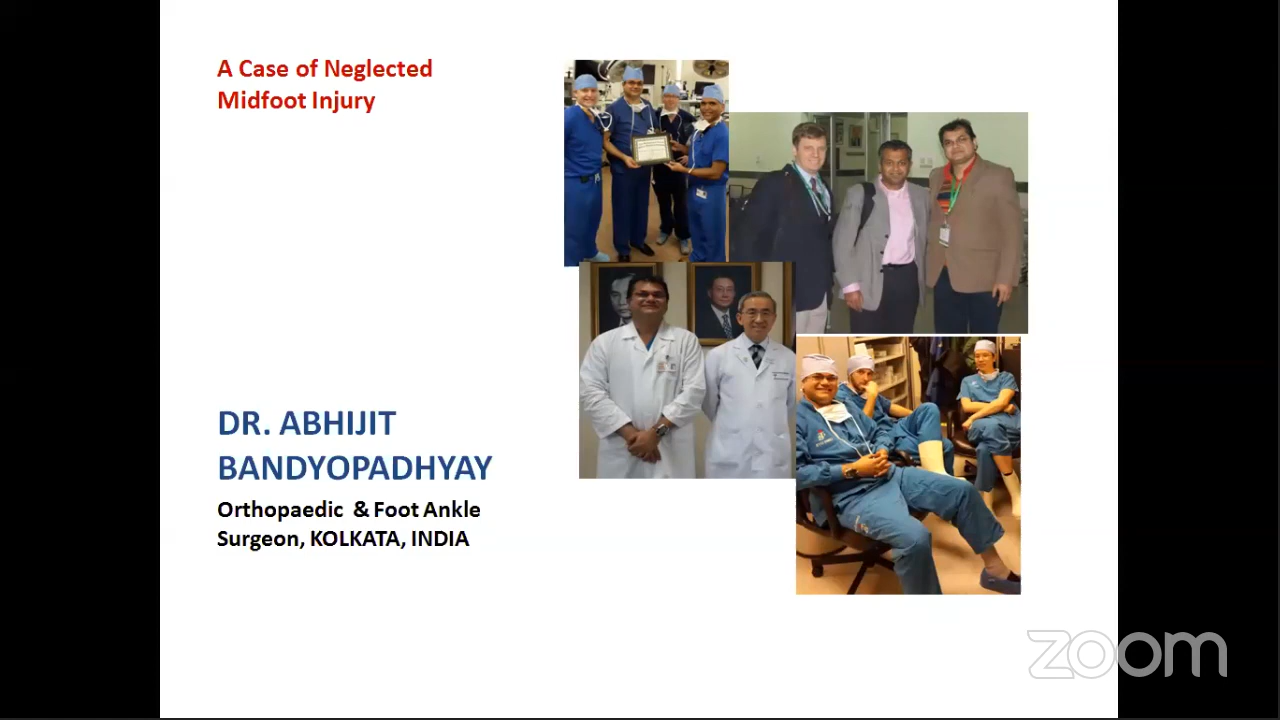 A Case of Neglected
Midfoot Injury
DR. ABHIJIT
BANDYOPADHYAY
Orthopaedic & Foot Ankle
Surgeon, KOLKATA, INDIA
zoom